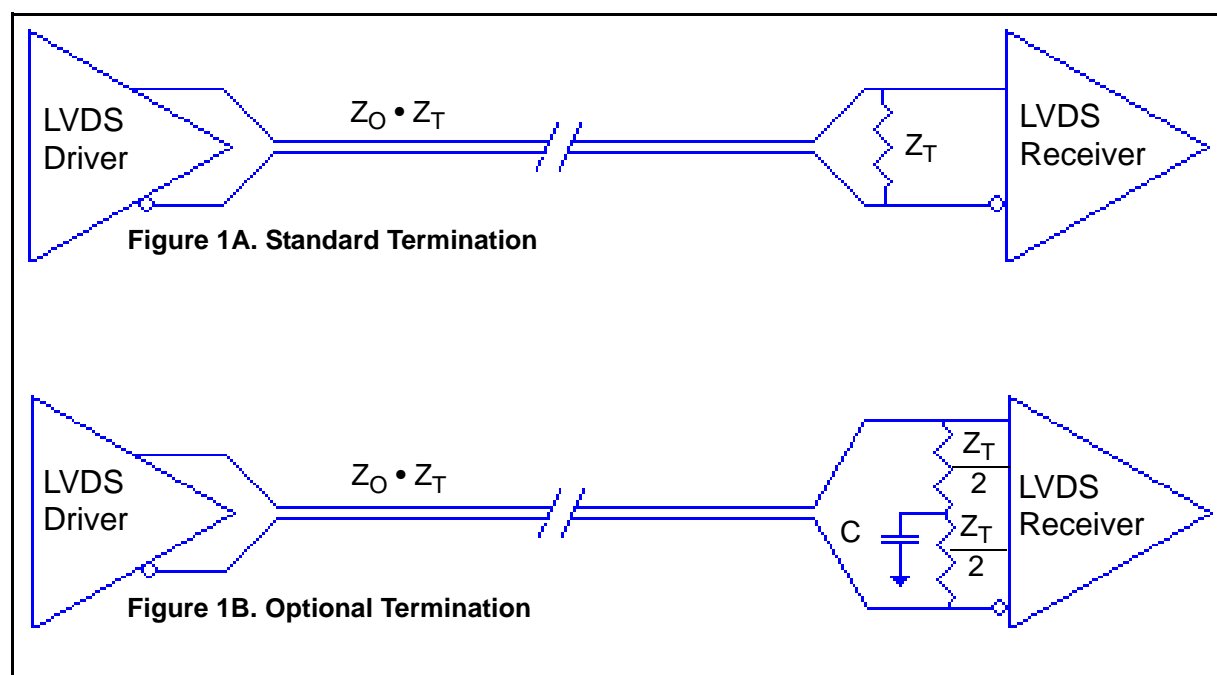 LVDS
Driver
Z_O • Z_T
Z_T
LVDS
Receiver
Figure 1A. Standard Termination
LVDS
Driver
Z_O • Z_T
C
Z_T
2
Z_T
2
LVDS
Receiver
Figure 1B. Optional Termination